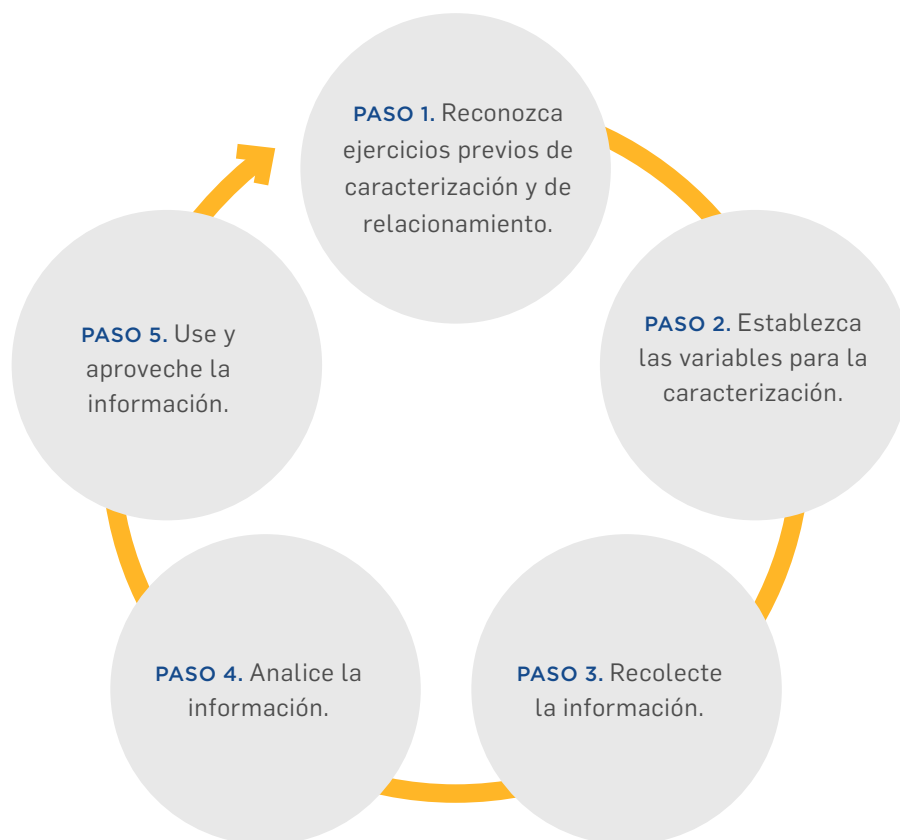 PASO 1. Reconozca
ejercicios previos de
caracterización y de
relacionamiento.
PASO 2. Establezca
las variables para la
caracterización.
PASO 3. Recolecte
la información.
PASO 4. Analice la
información.
PASO 5. Use y
aproveche la
información.